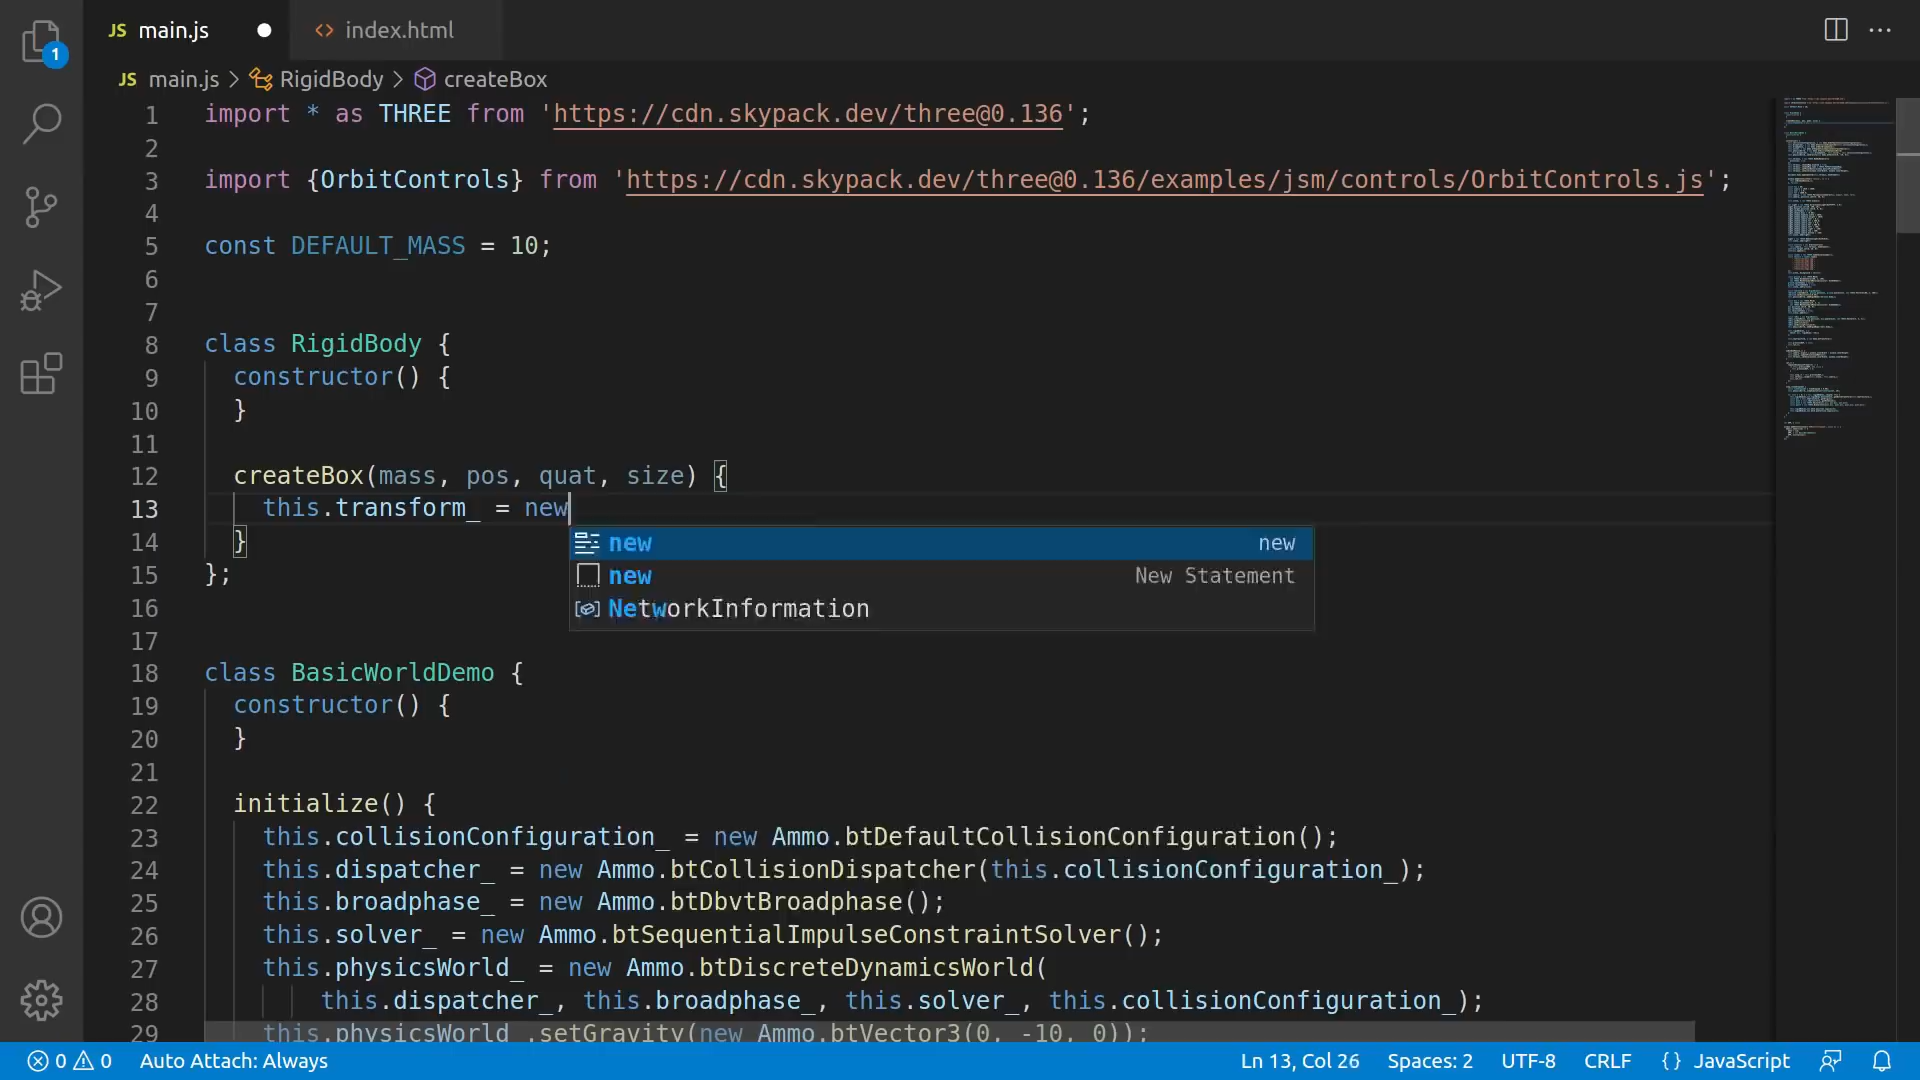 JS main.js
<> index.html
1
JS main.js > RigidBody > createBox
1 import * as THREE from 'https://cdn.skypack.dev/three@0.136';
2
3 import {OrbitControls} from 'https://cdn.skypack.dev/three@0.136/examples/jsm/controls/OrbitControls.js';
4
5 const DEFAULT_MASS = 10;
6
7
8 class RigidBody {
9 constructor() {
10 }
11
12 createBox(mass, pos, quat, size) {
13 this.transform_ = new
14 }
new new
new New Statement
NetworkInformation
15 };
16
17
18 class BasicWorldDemo {
19 constructor() {
20 }
21
22 initialize() {
23 this.collisionConfiguration_ = new Ammo.btDefaultCollisionConfiguration();
24 this.dispatcher_ = new Ammo.btCollisionDispatcher(this.collisionConfiguration_);
25 this.broadphase_ = new Ammo.btDbvtBroadphase();
26 this.solver_ = new Ammo.btSequentialImpulseConstraintSolver();
27 this.physicsWorld_ = new Ammo.btDiscreteDynamicsWorld(
28 this.dispatcher_, this.broadphase_, this.solver_, this.collisionConfiguration_);
29 this.physicsWorld_.setGravity(new Ammo.btVector3(0, -10, 0));
0 0 Auto Attach: Always Ln 13, Col 26 Spaces: 2 UTF-8 CRLF {} JavaScript